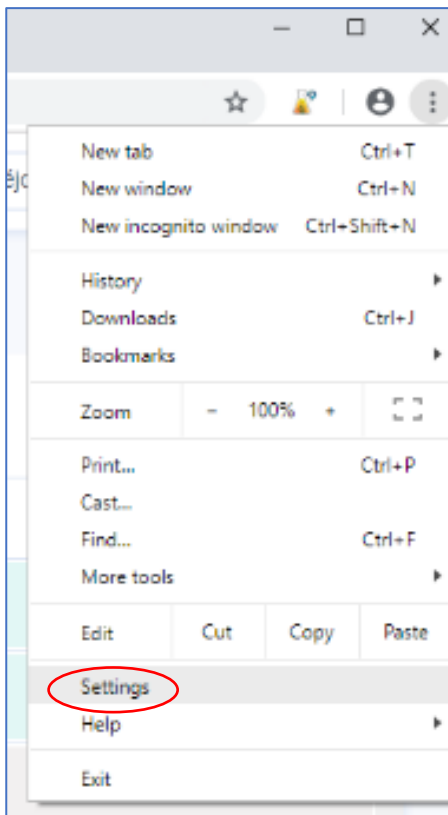 New tab Ctrl+T
éjc
New window Ctrl+N
New incognito window Ctrl+Shift+N
History
Downloads Ctrl+J
Bookmarks
Zoom - 100% +
Print... Ctrl+P
Cast...
Find... Ctrl+F
More tools
Edit Cut Copy Paste
Settings
Help
Exit